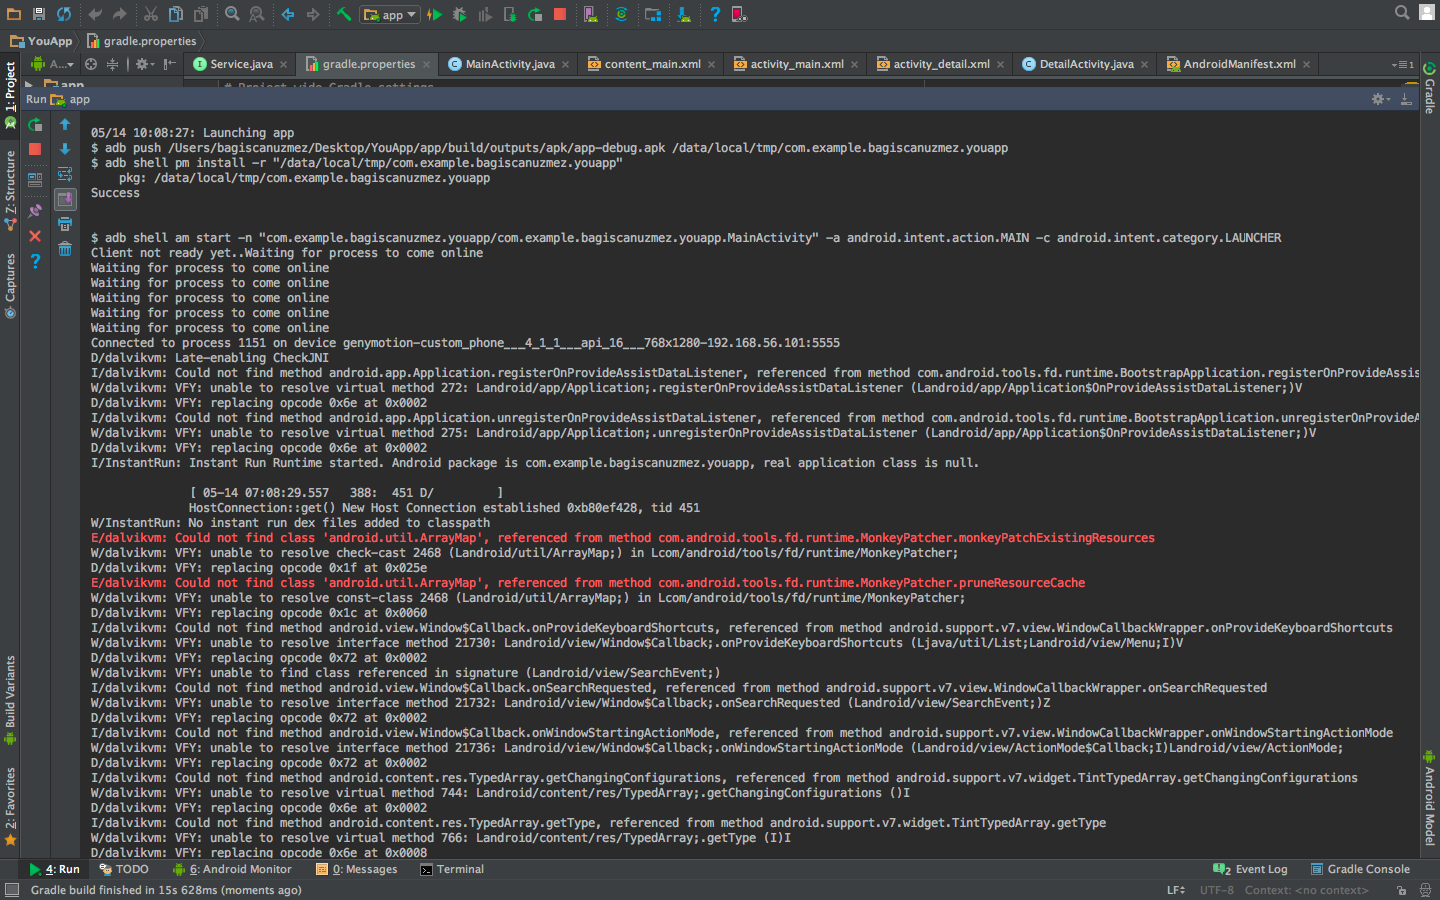 app
YouApp
gradle.properties
A...
Service.java
gradle.properties
MainActivity.java
content_main.xml
activity_main.xml
activity_detail.xml
DetailActivity.java
AndroidManifest.xml
1
app
# Project-wide Gradle settings
Run
app
1: Project
Z: Structure
Captures
Build Variants
2: Favorites
Gradle
Android Model
05/14 10:08:27: Launching app
$ adb push /Users/bagiscanuzmez/Desktop/YouApp/app/build/outputs/apk/app-debug.apk /data/local/tmp/com.example.bagiscanuzmez.youapp
$ adb shell pm install -r "/data/local/tmp/com.example.bagiscanuzmez.youapp"
pkg: /data/local/tmp/com.example.bagiscanuzmez.youapp
Success
$ adb shell am start -n "com.example.bagiscanuzmez.youapp/com.example.bagiscanuzmez.youapp.MainActivity" -a android.intent.action.MAIN -c android.intent.category.LAUNCHER
Client not ready yet..Waiting for process to come online
Waiting for process to come online
Waiting for process to come online
Waiting for process to come online
Waiting for process to come online
Waiting for process to come online
Connected to process 1151 on device genymotion-custom_phone___4_1_1___api_16___768x1280-192.168.56.101:5555
D/dalvikvm: Late-enabling CheckJNI
I/dalvikvm: Could not find method android.app.Application.registerOnProvideAssistDataListener, referenced from method com.android.tools.fd.runtime.BootstrapApplication.registerOnProvideAssis
W/dalvikvm: VFY: unable to resolve virtual method 272: Landroid/app/Application;.registerOnProvideAssistDataListener (Landroid/app/Application$OnProvideAssistDataListener;)V
D/dalvikvm: VFY: replacing opcode 0x6e at 0x0002
I/dalvikvm: Could not find method android.app.Application.unregisterOnProvideAssistDataListener, referenced from method com.android.tools.fd.runtime.BootstrapApplication.unregisterOnProvideA
W/dalvikvm: VFY: unable to resolve virtual method 275: Landroid/app/Application;.unregisterOnProvideAssistDataListener (Landroid/app/Application$OnProvideAssistDataListener;)V
D/dalvikvm: VFY: replacing opcode 0x6e at 0x0002
I/InstantRun: Instant Run Runtime started. Android package is com.example.bagiscanuzmez.youapp, real application class is null.
[ 05-14 07:08:29.557   388:  451 D/         ]
HostConnection::get() New Host Connection established 0xb80ef428, tid 451
W/InstantRun: No instant run dex files added to classpath
E/dalvikvm: Could not find class 'android.util.ArrayMap', referenced from method com.android.tools.fd.runtime.MonkeyPatcher.monkeyPatchExistingResources
W/dalvikvm: VFY: unable to resolve check-cast 2468 (Landroid/util/ArrayMap;) in Lcom/android/tools/fd/runtime/MonkeyPatcher;
D/dalvikvm: VFY: replacing opcode 0x1f at 0x025e
E/dalvikvm: Could not find class 'android.util.ArrayMap', referenced from method com.android.tools.fd.runtime.MonkeyPatcher.pruneResourceCache
W/dalvikvm: VFY: unable to resolve const-class 2468 (Landroid/util/ArrayMap;) in Lcom/android/tools/fd/runtime/MonkeyPatcher;
D/dalvikvm: VFY: replacing opcode 0x1c at 0x0060
I/dalvikvm: Could not find method android.view.Window$Callback.onProvideKeyboardShortcuts, referenced from method android.support.v7.view.WindowCallbackWrapper.onProvideKeyboardShortcuts
W/dalvikvm: VFY: unable to resolve interface method 21730: Landroid/view/Window$Callback;.onProvideKeyboardShortcuts (Ljava/util/List;Landroid/view/Menu;I)V
D/dalvikvm: VFY: replacing opcode 0x72 at 0x0002
W/dalvikvm: VFY: unable to find class referenced in signature (Landroid/view/SearchEvent;)
I/dalvikvm: Could not find method android.view.Window$Callback.onSearchRequested, referenced from method android.support.v7.view.WindowCallbackWrapper.onSearchRequested
W/dalvikvm: VFY: unable to resolve interface method 21732: Landroid/view/Window$Callback;.onSearchRequested (Landroid/view/SearchEvent;)Z
D/dalvikvm: VFY: replacing opcode 0x72 at 0x0002
I/dalvikvm: Could not find method android.view.Window$Callback.onWindowStartingActionMode, referenced from method android.support.v7.view.WindowCallbackWrapper.onWindowStartingActionMode
W/dalvikvm: VFY: unable to resolve interface method 21736: Landroid/view/Window$Callback;.onWindowStartingActionMode (Landroid/view/ActionMode$Callback;I)Landroid/view/ActionMode;
D/dalvikvm: VFY: replacing opcode 0x72 at 0x0002
I/dalvikvm: Could not find method android.content.res.TypedArray.getChangingConfigurations, referenced from method android.support.v7.widget.TintTypedArray.getChangingConfigurations
W/dalvikvm: VFY: unable to resolve virtual method 744: Landroid/content/res/TypedArray;.getChangingConfigurations ()I
D/dalvikvm: VFY: replacing opcode 0x6e at 0x0002
I/dalvikvm: Could not find method android.content.res.TypedArray.getType, referenced from method android.support.v7.widget.TintTypedArray.getType
W/dalvikvm: VFY: unable to resolve virtual method 766: Landroid/content/res/TypedArray;.getType (I)I
D/dalvikvm: VFY: replacing opcode 0x6e at 0x0008
4: Run
TODO
6: Android Monitor
0: Messages
Terminal
2 Event Log
Gradle Console
Gradle build finished in 15s 628ms (moments ago)
LF
UTF-8
Context: <no context>